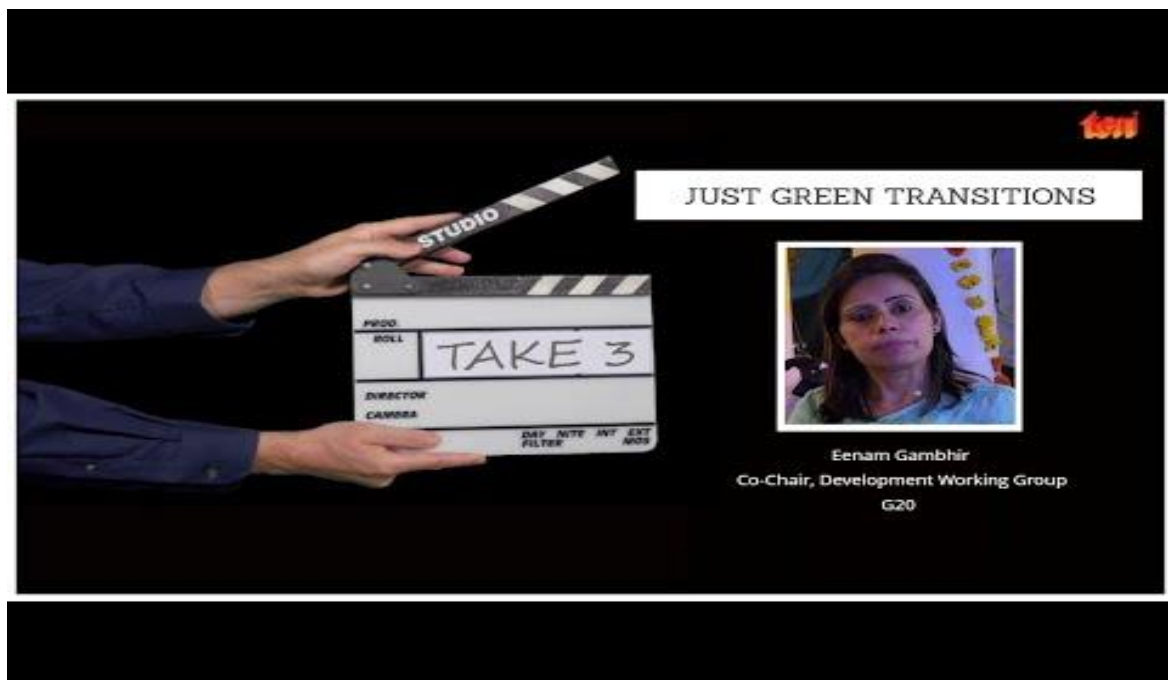 teri
JUST GREEN TRANSITIONS
STUDIO
PROD.
ROLL
TAKE 3
DIRECTOR
CAMERA
DAY NITE INT EXT
FILTER MOS
Eenam Gambhir
Co-Chair, Development Working Group
G20